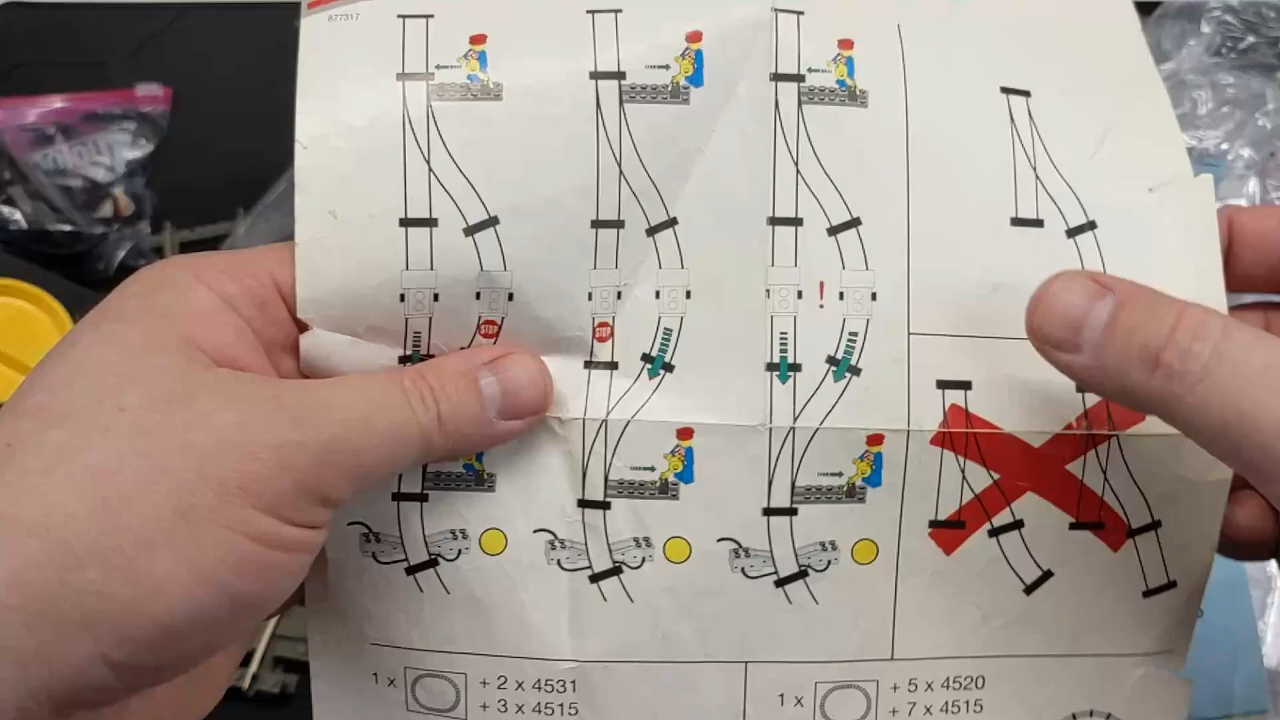 877317
!
STOP
STOP
1 x
+ 2 x 4531
+ 3 x 4515
1 x
+ 5 x 4520
+ 7 x 4515